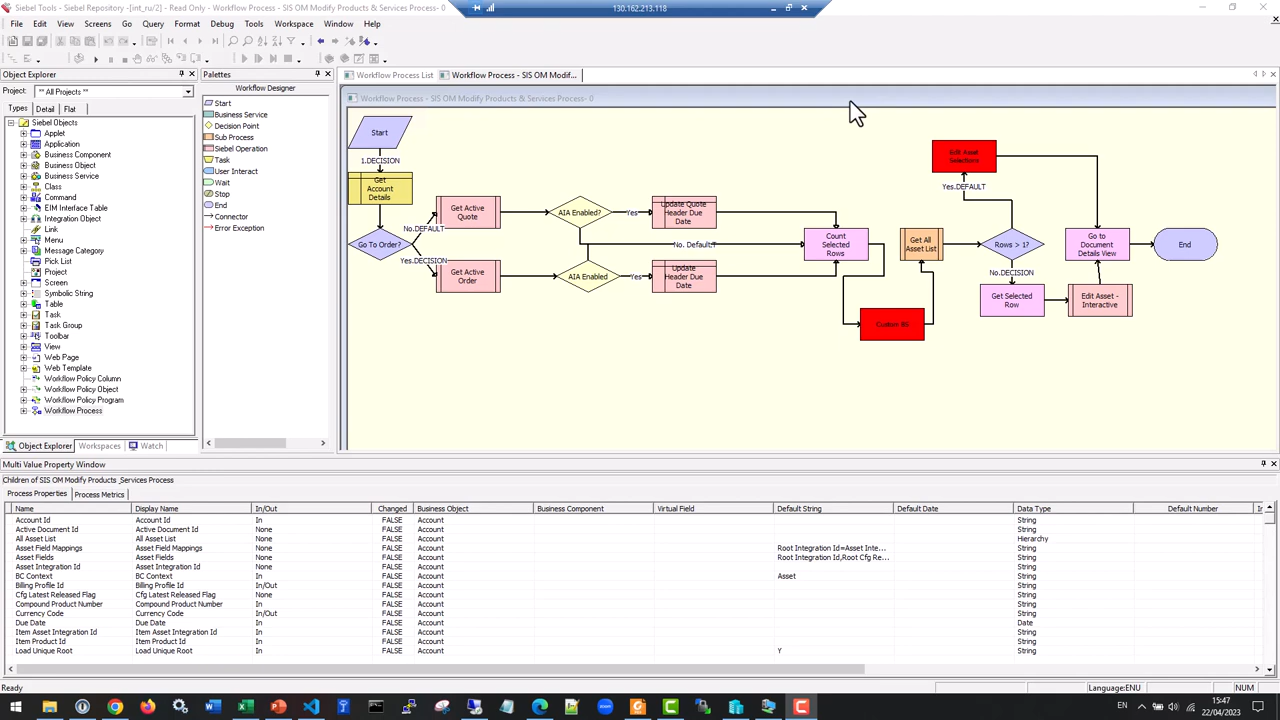 Siebel Tools - Siebel Repository -[int_ru/2] - Read Only - Workflow Process - SIS OM Modify Products & Services Process- 0
130.162.213.118
File Edit View Screens Go Query Format Debug Tools Workspace Window Help
Object Explorer
Project: ** All Projects **
Types Detail Flat
Siebel Objects
Applet
Application
Business Component
Business Object
Business Service
Class
Command
EIM Interface Table
Integration Object
Link
Menu
Message Category
Pick List
Project
Screen
Symbolic String
Table
Task
Task Group
Toolbar
View
Web Page
Web Template
Workflow Policy Column
Workflow Policy Object
Workflow Policy Program
Workflow Process
Object Explorer Workspaces Watch
Palettes
Workflow Designer
Start
Business Service
Decision Point
Sub Process
Siebel Operation
Task
User Interact
Wait
Stop
End
Connector
Error Exception
Workflow Process List Workflow Process - SIS OM Modif...
Workflow Process - SIS OM Modify Products & Services Process- 0
Start
1.DECISION
Get
Account
Details
Go To Order?
No.DEFAULT
Yes.DECISION
Get Active
Quote
Get Active
Order
AIA Enabled?
AIA Enabled
Yes
Yes
No. Default:T
Update Quote
Header Due
Date
Update
Header Due
Date
Count
Selected
Rows
Custom BS
Get All
Asset List
Rows > 1?
Yes.DEFAULT
Edit Asset
Selections
No.DECISION
Get Selected
Row
Edit Asset -
Interactive
Go to
Document
Details View
End
Multi Value Property Window
Children of SIS OM Modify Products _Services Process
Process Properties Process Metrics
Name Display Name In/Out Changed Business Object Business Component Virtual Field Default String Default Date Data Type Default Number
Account Id Account Id In FALSE Account String
Active Document Id Active Document Id None FALSE Account String
All Asset List All Asset List None FALSE Account Hierarchy
Asset Field Mappings Asset Field Mappings None FALSE Account Root Integration Id=Asset Inte... String
Asset Fields Asset Fields None FALSE Account Root Integration Id,Root Cfg Re... String
Asset Integration Id Asset Integration Id None FALSE Account String
BC Context BC Context In FALSE Account Asset String
Billing Profile Id Billing Profile Id In/Out FALSE Account String
Cfg Latest Released Flag Cfg Latest Released Flag None FALSE Account String
Compound Product Number Compound Product Number In FALSE Account String
Currency Code Currency Code In/Out FALSE Account String
Due Date Due Date In FALSE Account Date
Item Asset Integration Id Item Asset Integration Id In FALSE Account String
Item Product Id Item Product Id In FALSE Account String
Load Unique Root Load Unique Root In FALSE Account Y String
Ready
Language:ENU NUM
EN 15:47
22/04/2023